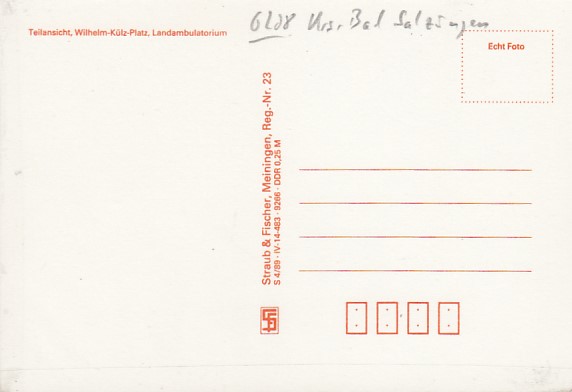 6208 Krs. Bad Salzungen
Teilansicht, Wilhelm-Külz-Platz, Landambulatorium
Echt Foto
Straub & Fischer, Meiningen, Reg.-Nr. 23
S 4/89 · IV-14-483 · 9266 · DDR 0,25 M